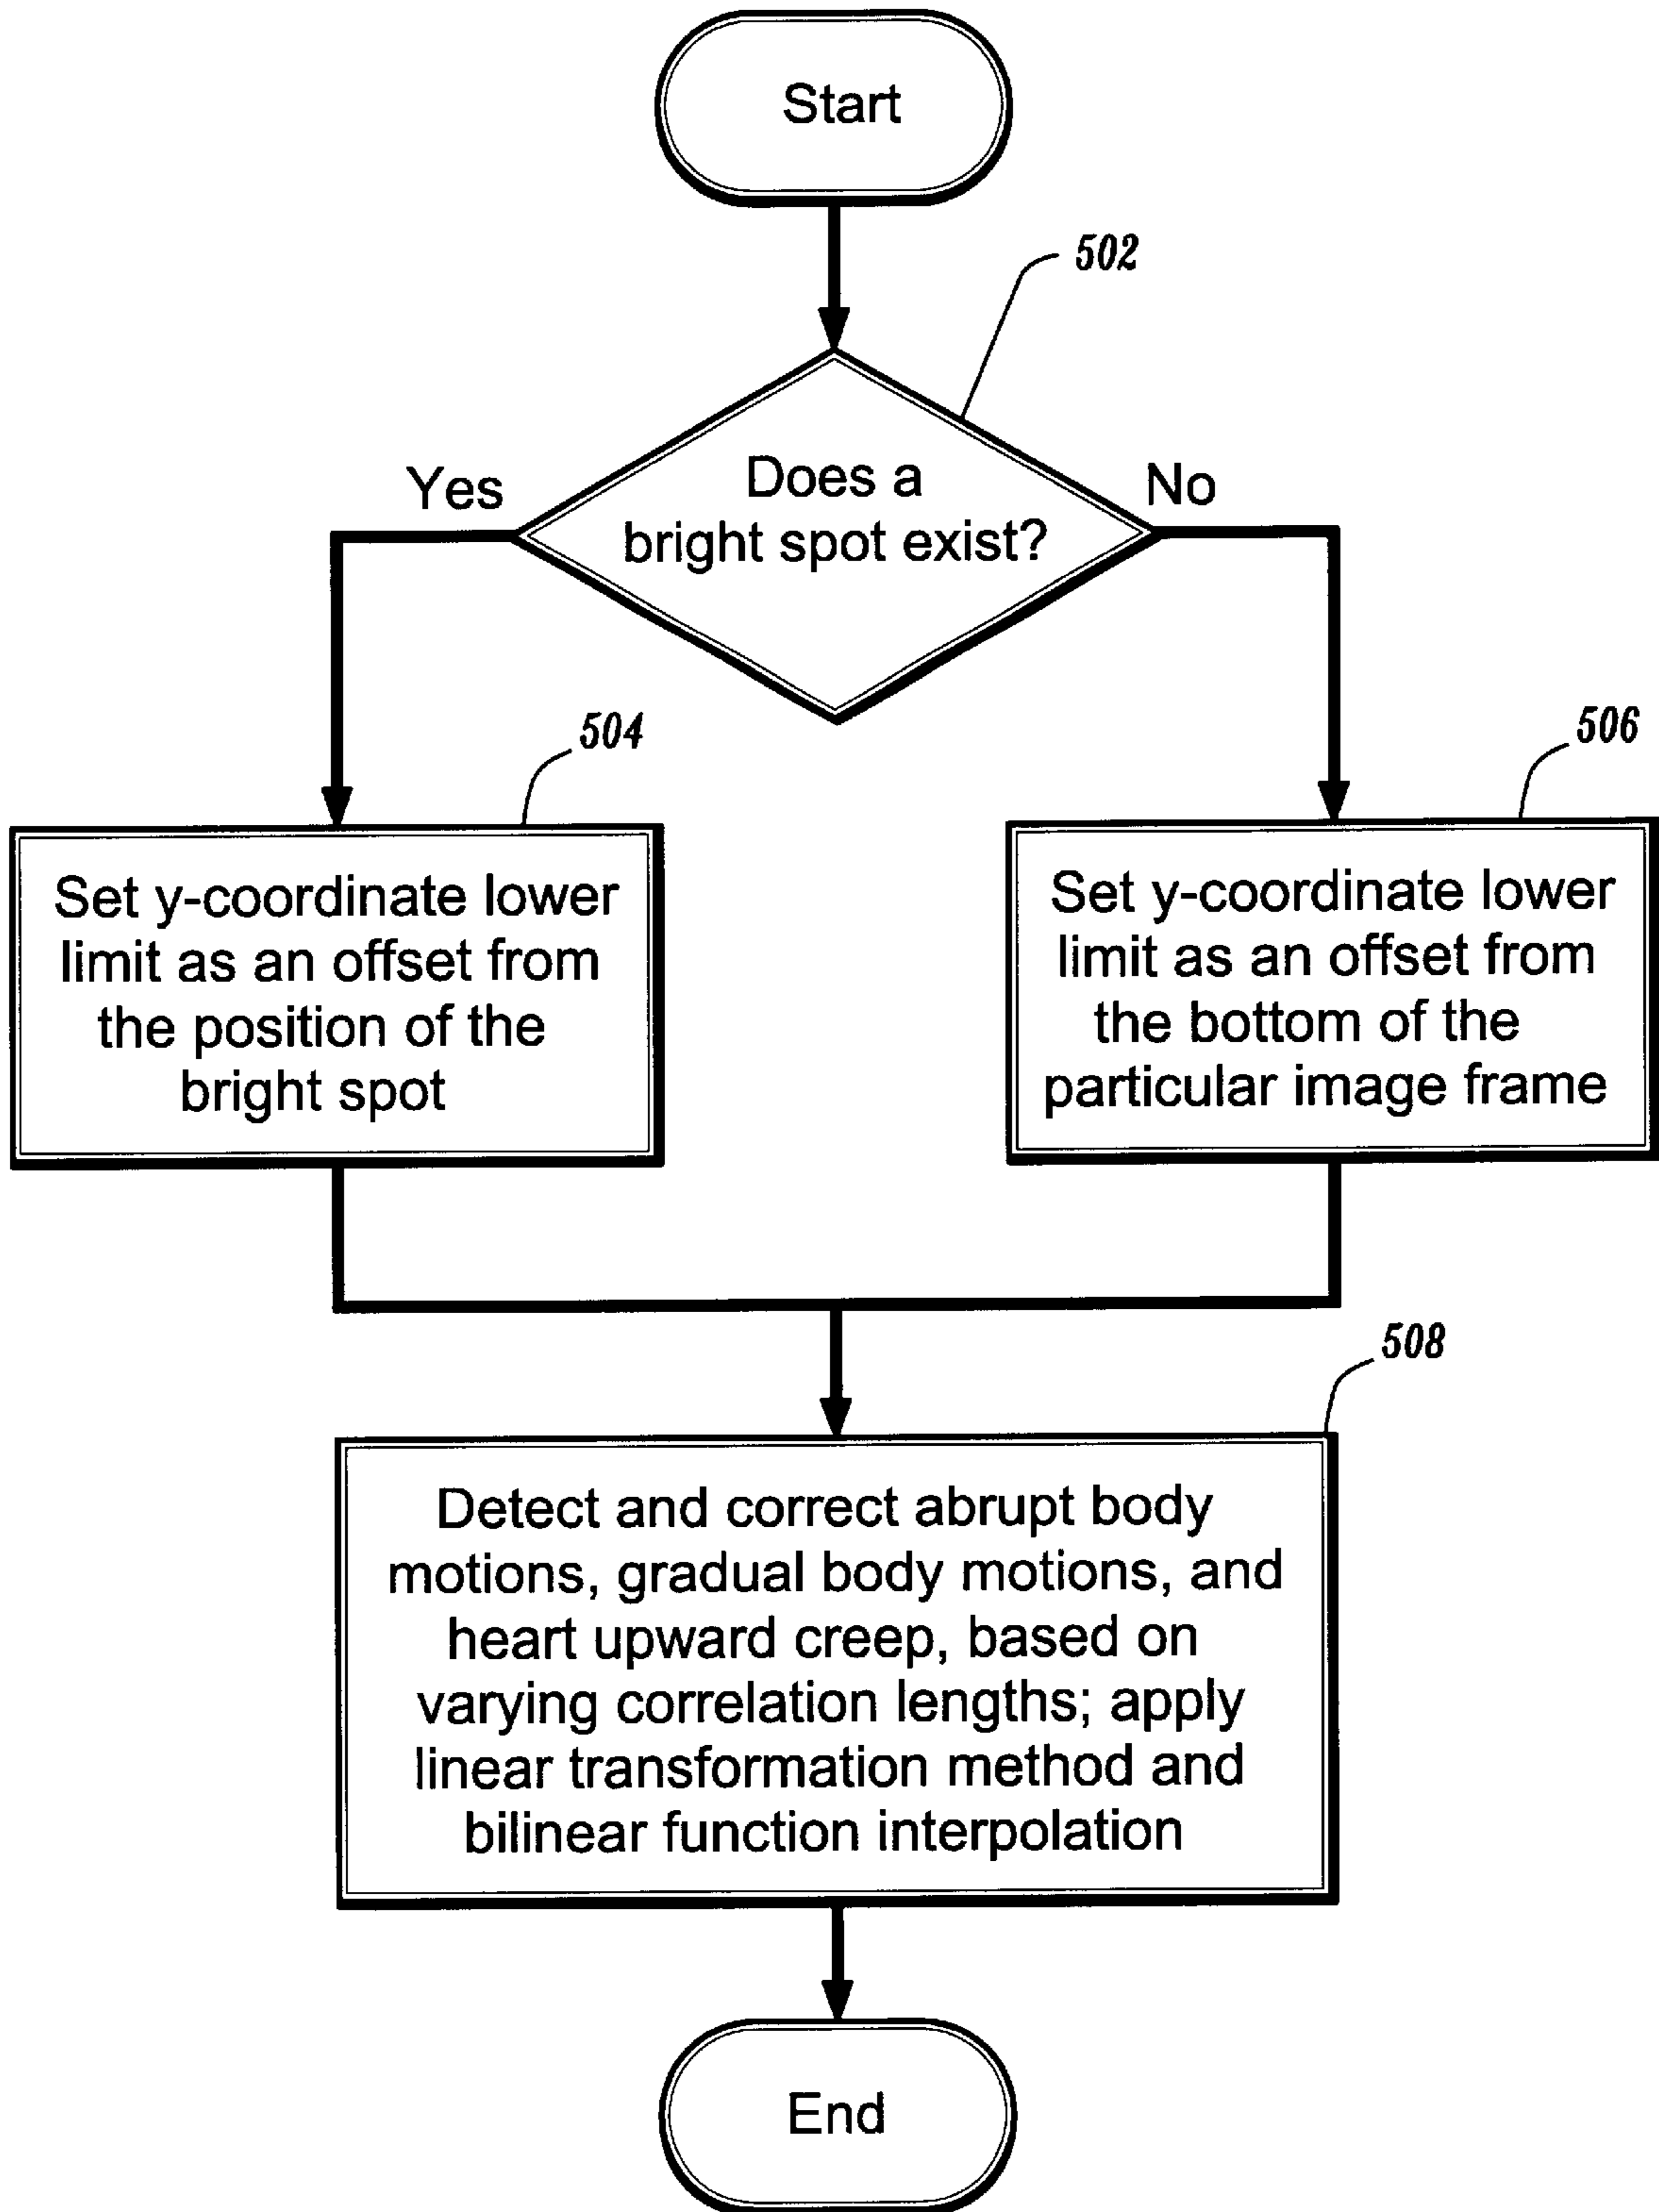 Start
502
Does a
bright spot exist?
Yes
No
504
506
Set y-coordinate lower
limit as an offset from
the position of the
bright spot
Set y-coordinate lower
limit as an offset from
the bottom of the
particular image frame
508
Detect and correct abrupt body
motions, gradual body motions, and
heart upward creep, based on
varying correlation lengths; apply
linear transformation method and
bilinear function interpolation
End